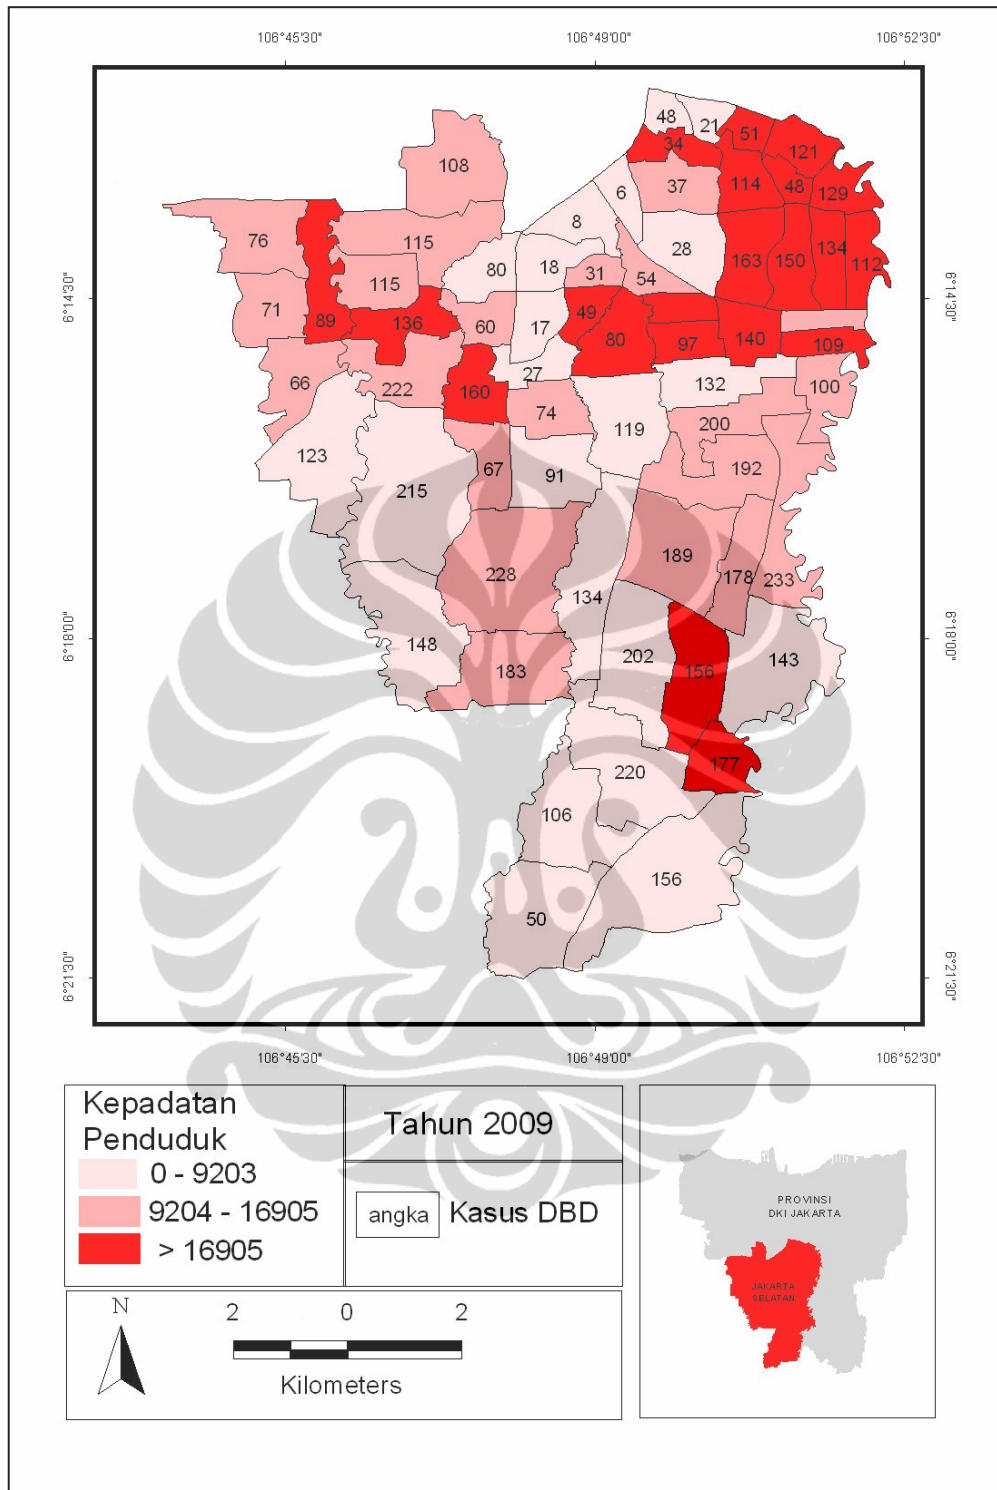 106°45'30" 106°49'00" 106°52'30"
48 21 51
34 121
108
37 114 48 129
6
8
76 115 28 134
80 18 31 54 163 150 112
115
71 89 136 60 17 49 80 97 140 109
6°14'30" 6°14'30"
27
66 222 160 132 100
74 119 200
123 67 91 192
215
228 189 178 233
134
6°18'00" 6°18'00"
148 183 202 156 143
220 177
106
156
50
6°21'30" 6°21'30"
106°45'30" 106°49'00" 106°52'30"
Kepadatan
Penduduk
0 - 9203
9204 - 16905
> 16905
Tahun 2009
angka Kasus DBD
N
2 0 2
Kilometers
PROVINSI
DKI JAKARTA
JAKARTA
SELATAN